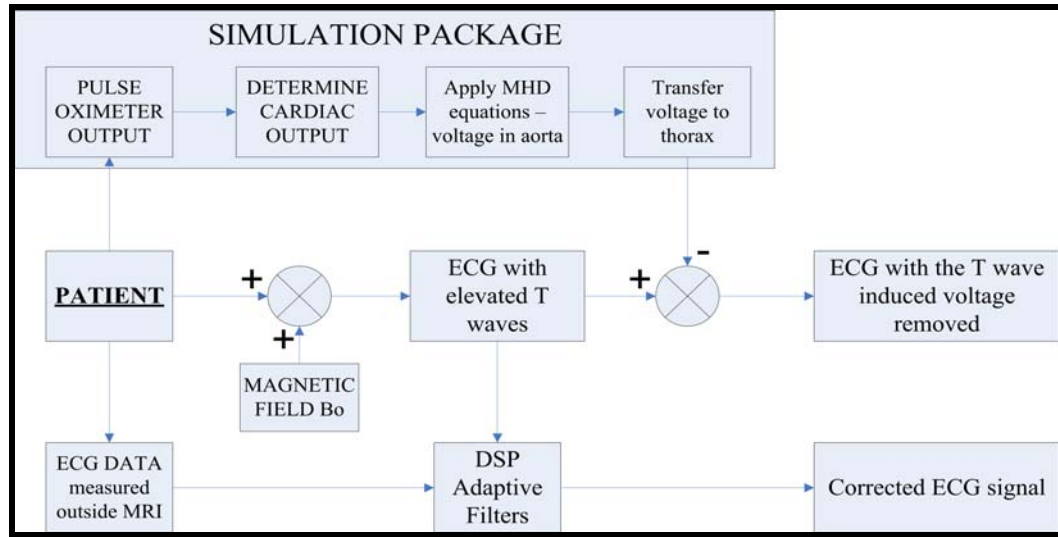 SIMULATION PACKAGE
PULSE
OXIMETER
OUTPUT
DETERMINE
CARDIAC
OUTPUT
Apply MHD
equations –
voltage in aorta
Transfer
voltage to
thorax
PATIENT
+
+
MAGNETIC
FIELD Bo
ECG with
elevated T
waves
+
-
ECG with the T wave
induced voltage
removed
ECG DATA
measured
outside MRI
DSP
Adaptive
Filters
Corrected ECG signal